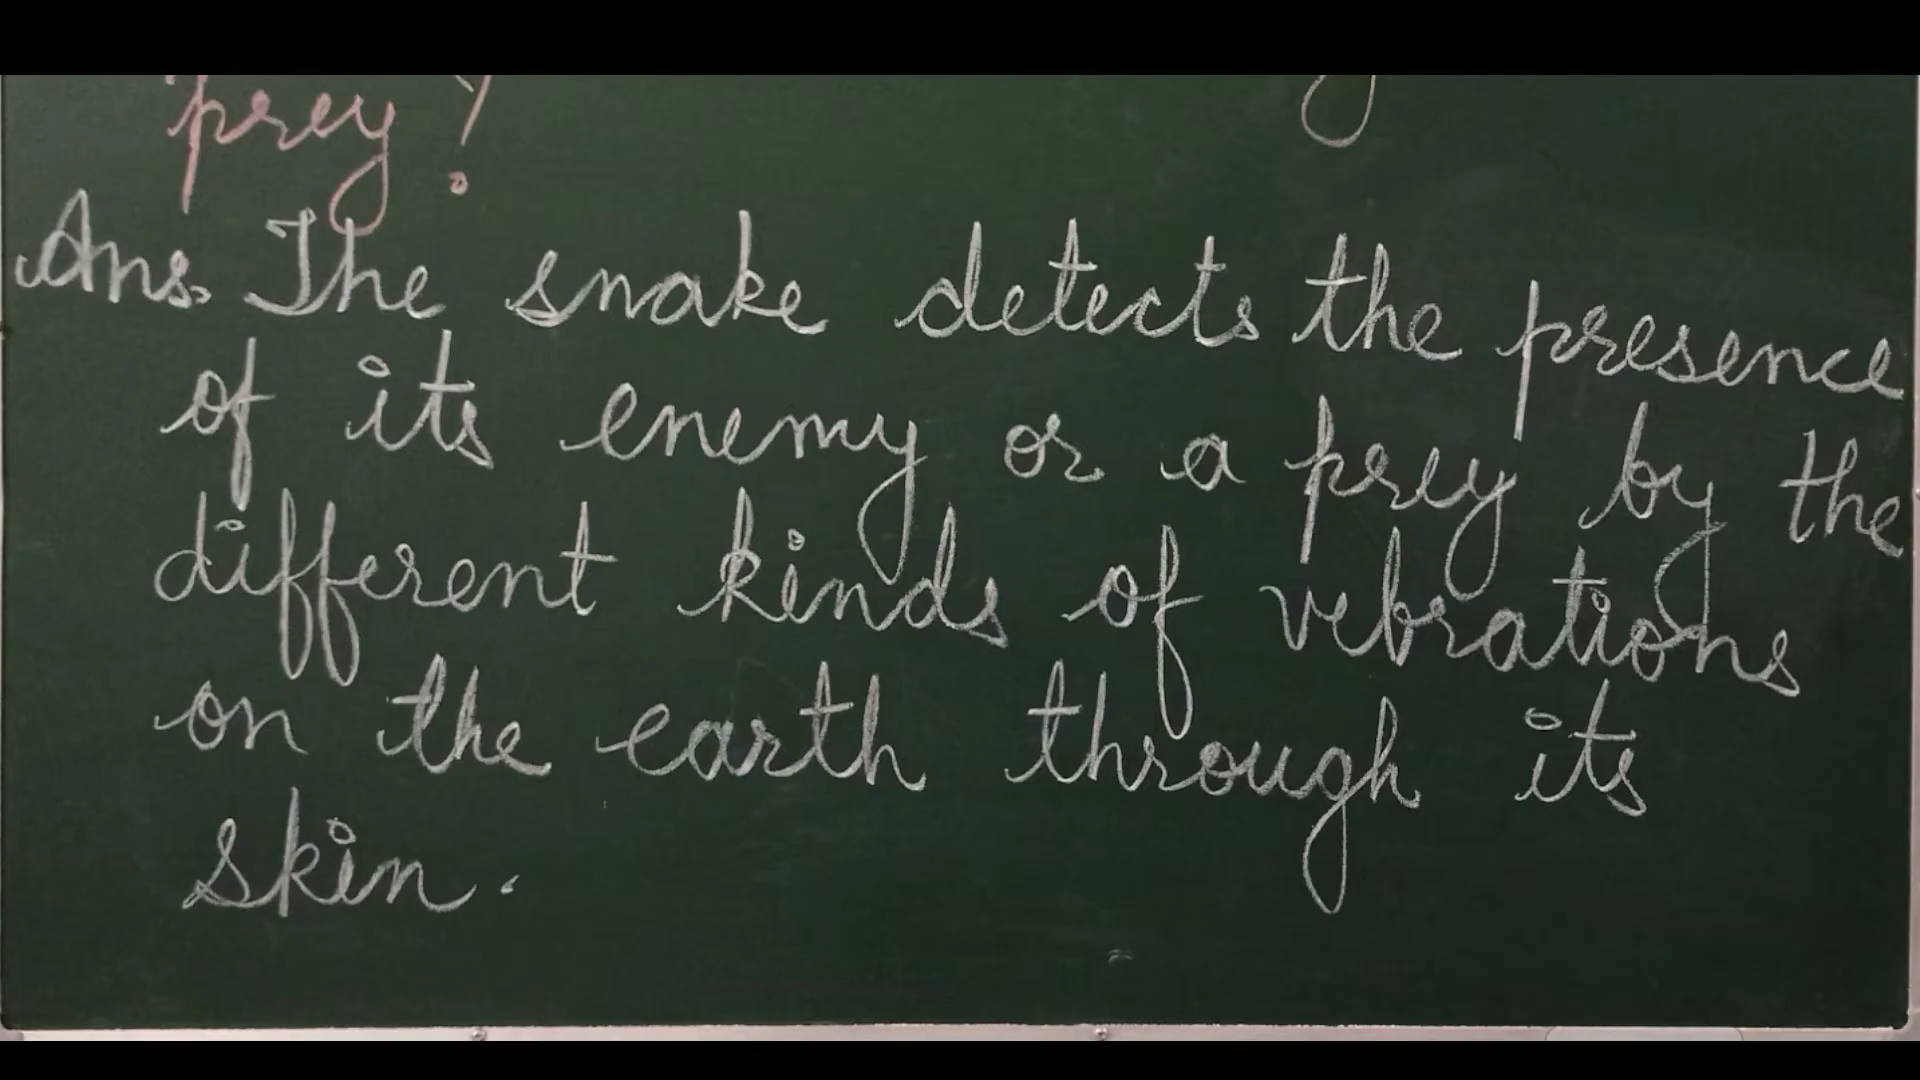 prey?
Ans. The snake detects the presence
of its enemy or a prey by the
different kinds of vebrations
on the earth through its
skin.